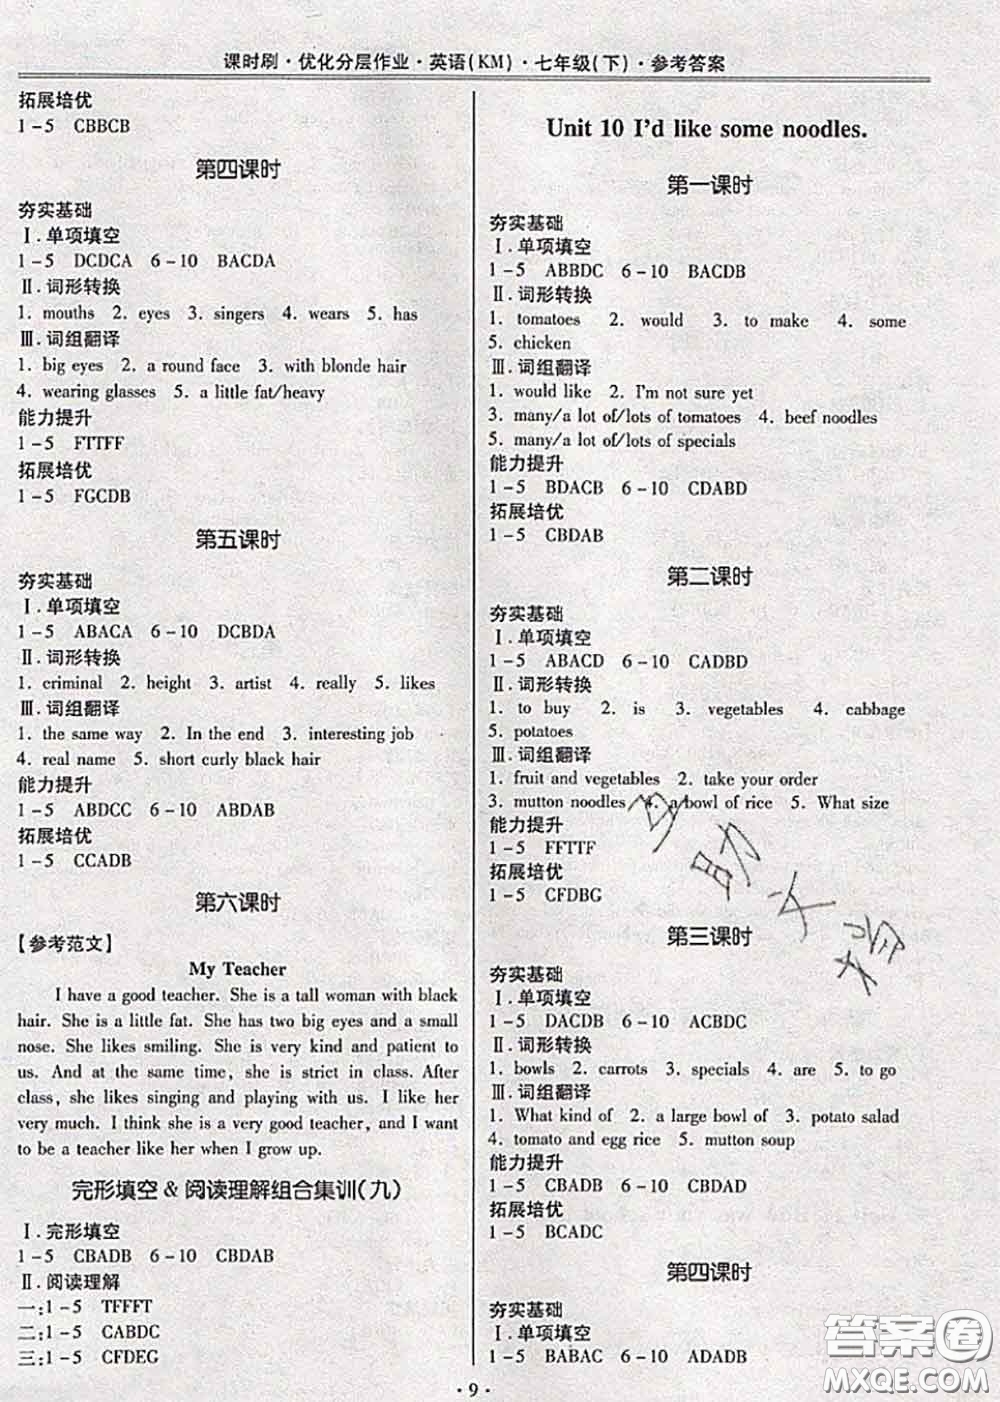 课时刷·优化分层作业·英语(KM)·七年级(下)·参考答案
拓展培优
1-5 CBBCB
第四课时
夯实基础
Ⅰ.单项填空
1-5 DCDCA 6-10 BACDA
Ⅱ.词形转换
1. mouths 2. eyes 3. singers 4. wears 5. has
Ⅲ.词组翻译
1. big eyes 2. a round face 3. with blonde hair
4. wearing glasses 5. a little fat/heavy
能力提升
1-5 FTTFF
拓展培优
1-5 FGCDB
第五课时
夯实基础
Ⅰ.单项填空
1-5 ABACA 6-10 DCBDA
Ⅱ.词形转换
1. criminal 2. height 3. artist 4. really 5. likes
Ⅲ.词组翻译
1. the same way 2. In the end 3. interesting job
4. real name 5. short curly black hair
能力提升
1-5 ABDCC 6-10 ABDAB
拓展培优
1-5 CCADB
第六课时
【参考范文】
My Teacher
I have a good teacher. She is a tall woman with black
hair. She is a little fat. She has two big eyes and a small
nose. She likes smiling. She is very kind and patient to
us. And at the same time, she is strict in class. After
class, she likes singing and playing with us. I like her
very much. I think she is a very good teacher, and I want
to be a teacher like her when I grow up.
完形填空&阅读理解组合集训(九)
Ⅰ.完形填空
1-5 CBADB 6-10 CBDAB
Ⅱ.阅读理解
一:1-5 TFFFT
二:1-5 CABDC
三:1-5 CFDEG
Unit 10 I'd like some noodles.
第一课时
夯实基础
Ⅰ.单项填空
1-5 ABBDC 6-10 BACDB
Ⅱ.词形转换
1. tomatoes 2. would 3. to make 4. some
5. chicken
Ⅲ.词组翻译
1. would like 2. I'm not sure yet
3. many/a lot of/lots of tomatoes 4. beef noodles
5. many/a lot of/lots of specials
能力提升
1-5 BDACB 6-10 CDABD
拓展培优
1-5 CBDAB
第二课时
夯实基础
Ⅰ.单项填空
1-5 ABACD 6-10 CADBD
Ⅱ.词形转换
1. to buy 2. is 3. vegetables 4. cabbage
5. potatoes
Ⅲ.词组翻译
1. fruit and vegetables 2. take your order
3. mutton noodles 4. a bowl of rice 5. What size
能力提升
1-5 FFTTF
拓展培优
1-5 CFDBG
第三课时
夯实基础
Ⅰ.单项填空
1-5 DACDB 6-10 ACBDC
Ⅱ.词形转换
1. bowls 2. carrots 3. specials 4. are 5. to go
Ⅲ.词组翻译
1. What kind of 2. a large bowl of 3. potato salad
4. tomato and egg rice 5. mutton soup
能力提升
1-5 CBDAC 6-10 CBDAD
拓展培优
1-5 BCADC
第四课时
夯实基础
Ⅰ.单项填空
1-5 BABAC 6-10 ADADB
·9·
答案圈
MXQE.COM